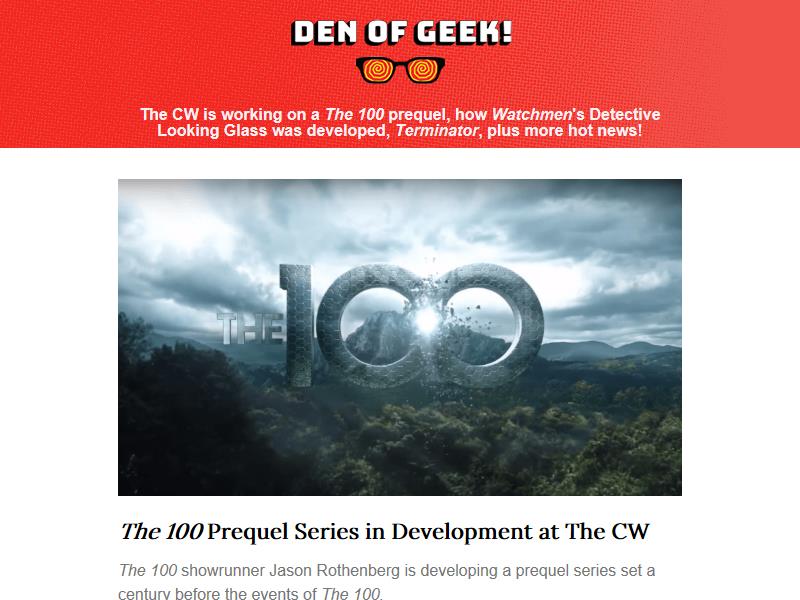 DEN OF GEEK!
The CW is working on a The 100 prequel, how Watchmen's Detective
Looking Glass was developed, Terminator, plus more hot news!
THE 100
The 100 Prequel Series in Development at The CW
The 100 showrunner Jason Rothenberg is developing a prequel series set a
century before the events of The 100.